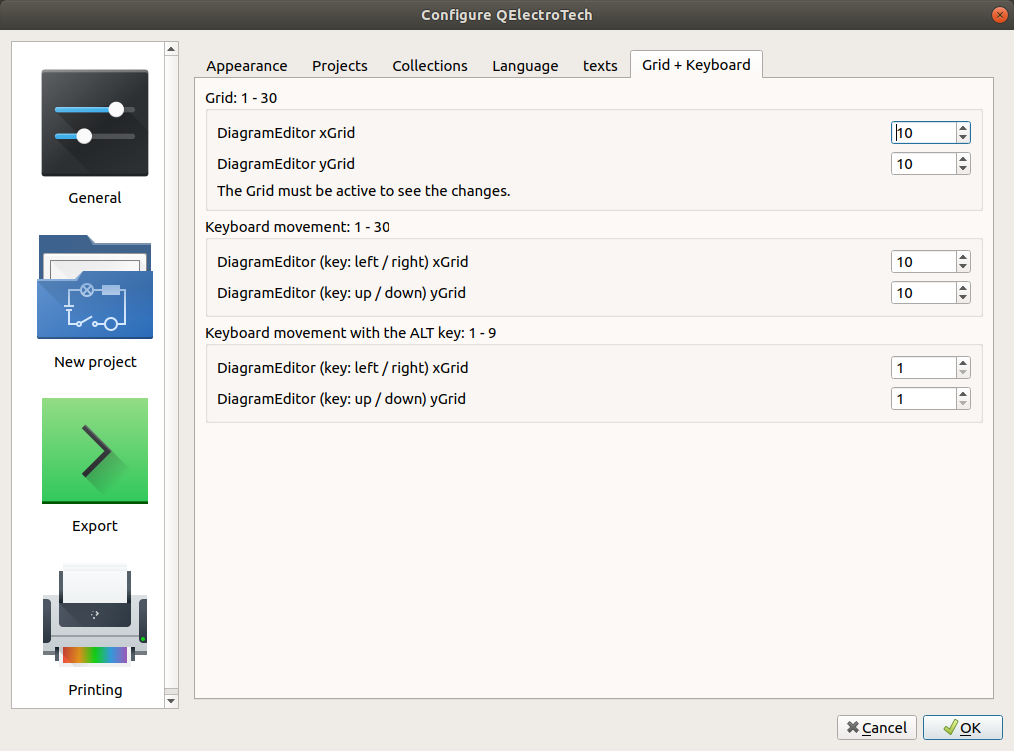 Configure QElectroTech
General
New project
Export
Printing
Appearance Projects Collections Language texts Grid + Keyboard
Grid: 1 - 30
DiagramEditor xGrid 10
DiagramEditor yGrid 10
The Grid must be active to see the changes.
Keyboard movement: 1 - 30
DiagramEditor (key: left / right) xGrid 10
DiagramEditor (key: up / down) yGrid 10
Keyboard movement with the ALT key: 1 - 9
DiagramEditor (key: left / right) xGrid 1
DiagramEditor (key: up / down) yGrid 1
Cancel OK